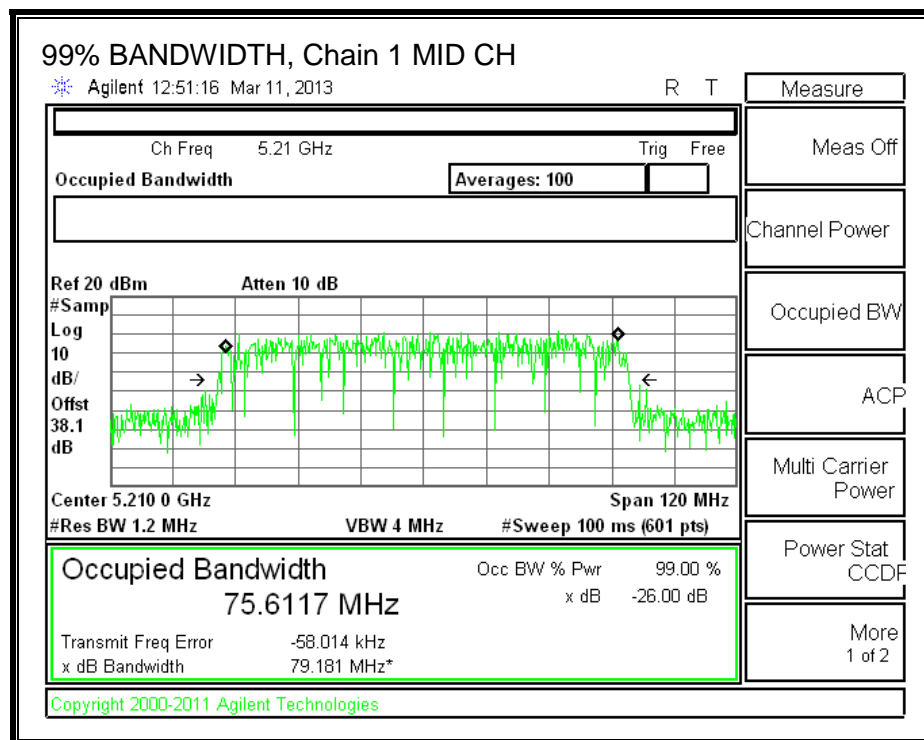 99% BANDWIDTH, Chain 1 MID CH
Agilent 12:51:16 Mar 11, 2013 R T
Measure
Ch Freq 5.21 GHz Trig Free
Occupied Bandwidth Averages: 100
Ref 20 dBm Atten 10 dB
#Samp
Log
10
dB/
Offst
38.1
dB
Center 5.210 0 GHz Span 120 MHz
#Res BW 1.2 MHz VBW 4 MHz #Sweep 100 ms (601 pts)
Occupied Bandwidth Occ BW % Pwr 99.00 %
75.6117 MHz x dB -26.00 dB
Transmit Freq Error -58.014 kHz
x dB Bandwidth 79.181 MHz*
Meas Off
Channel Power
Occupied BW
ACP
Multi Carrier
Power
Power Stat
CCDF
More
1 of 2
Copyright 2000-2011 Agilent Technologies